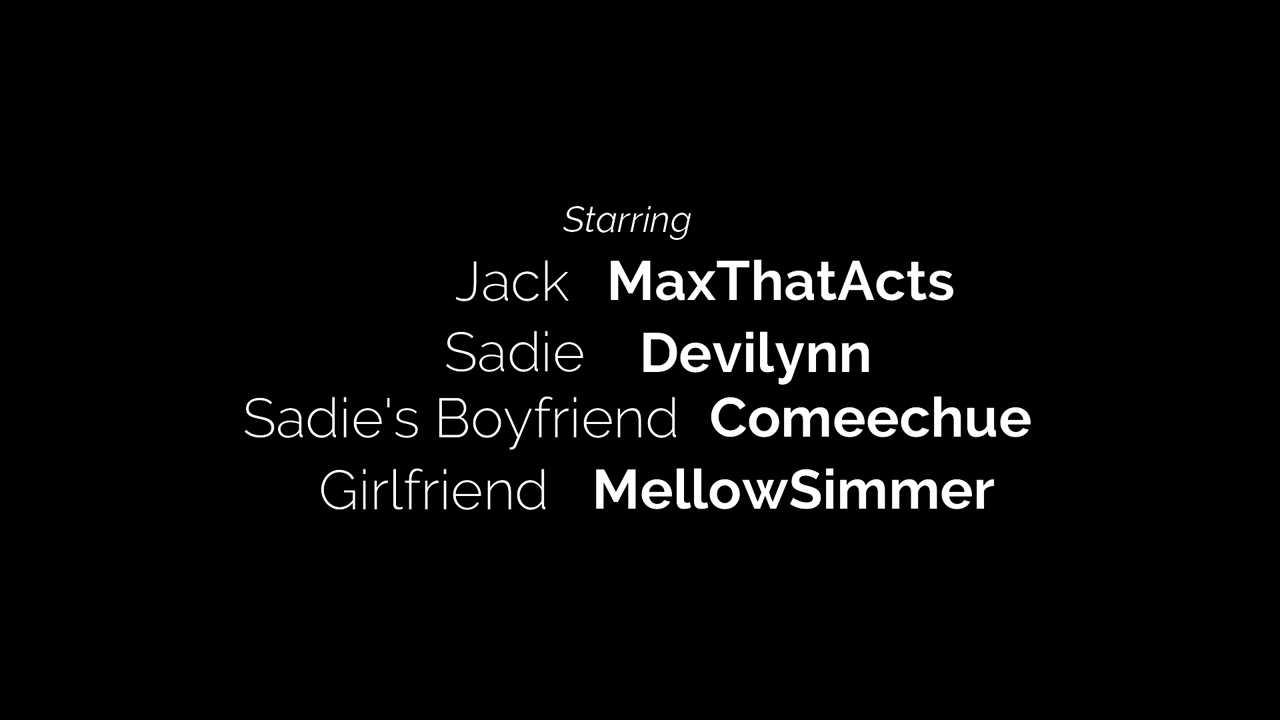 Starring
Jack MaxThatActs
Sadie Devilynn
Sadie's Boyfriend Comeechue
Girlfriend MellowSimmer